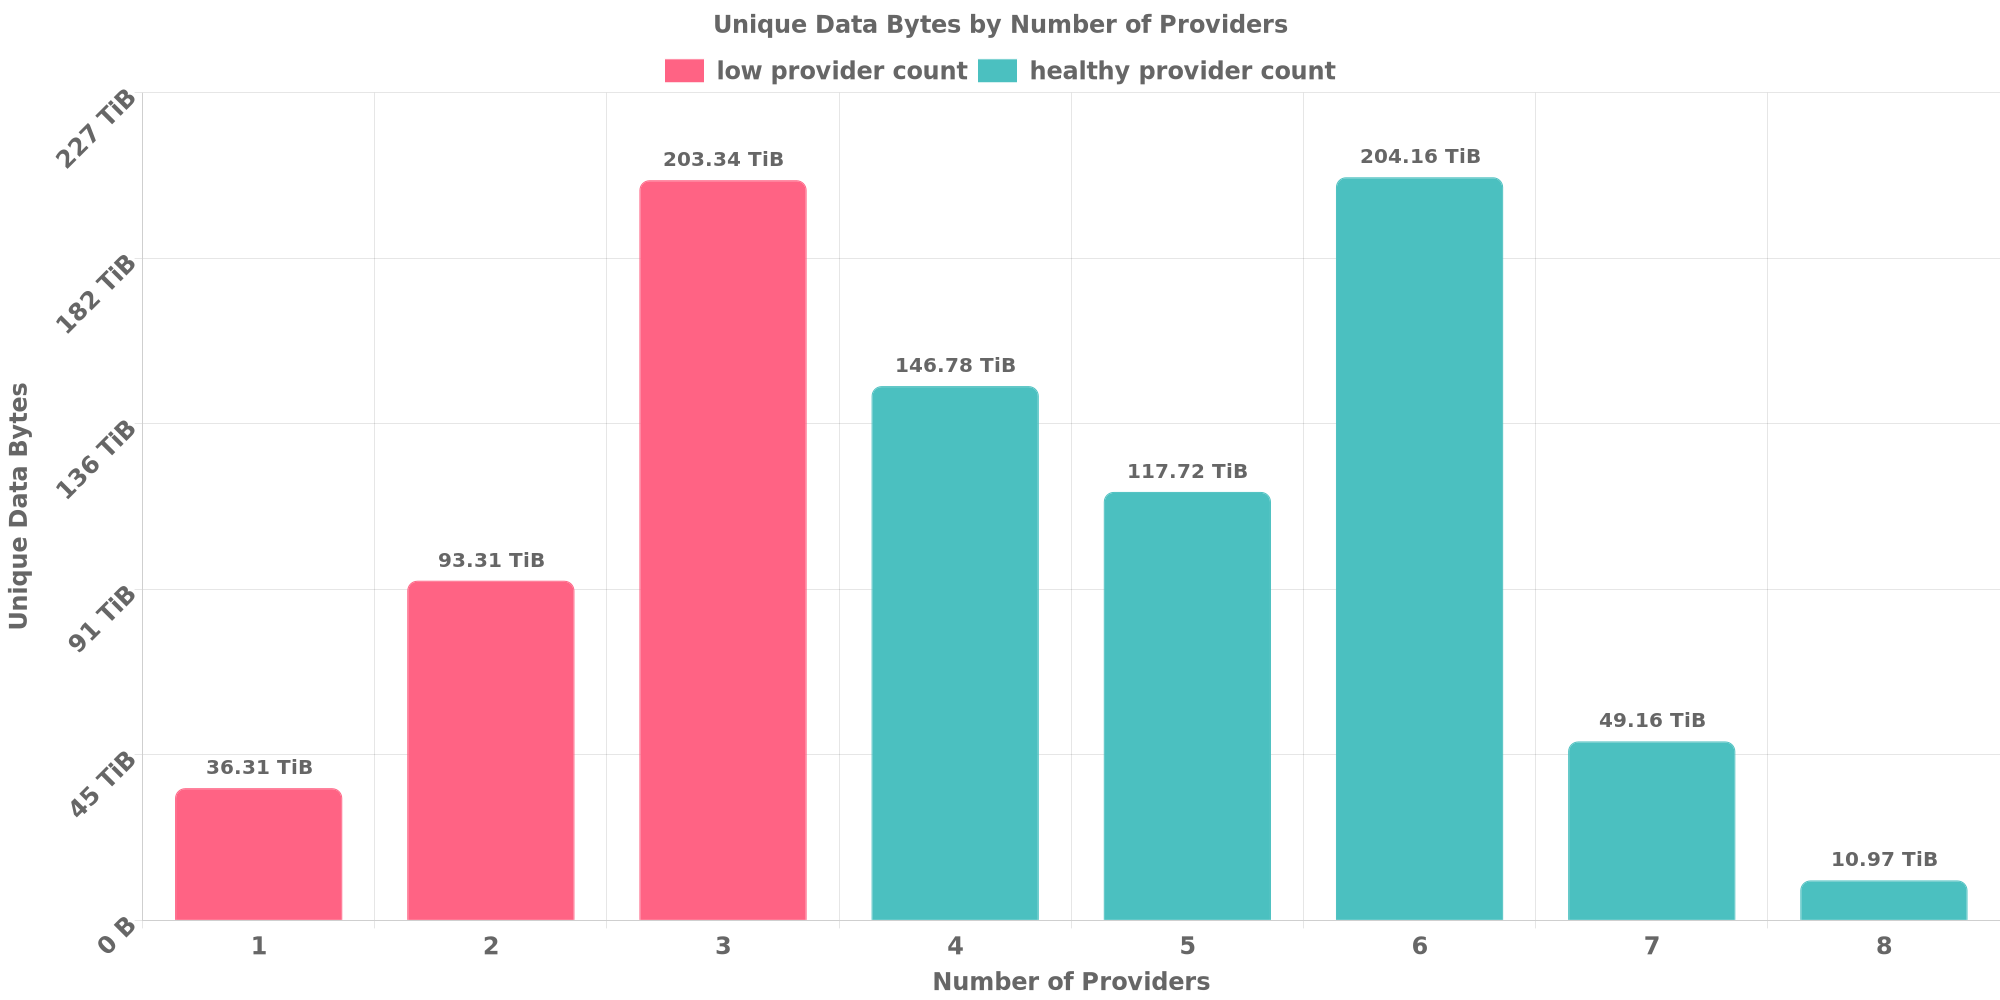 Unique Data Bytes by Number of Providers
low provider count healthy provider count
227 TiB
182 TiB
136 TiB
91 TiB
45 TiB
0 B
Unique Data Bytes
36.31 TiB
93.31 TiB
203.34 TiB
146.78 TiB
117.72 TiB
204.16 TiB
49.16 TiB
10.97 TiB
1 2 3 4 5 6 7 8
Number of Providers